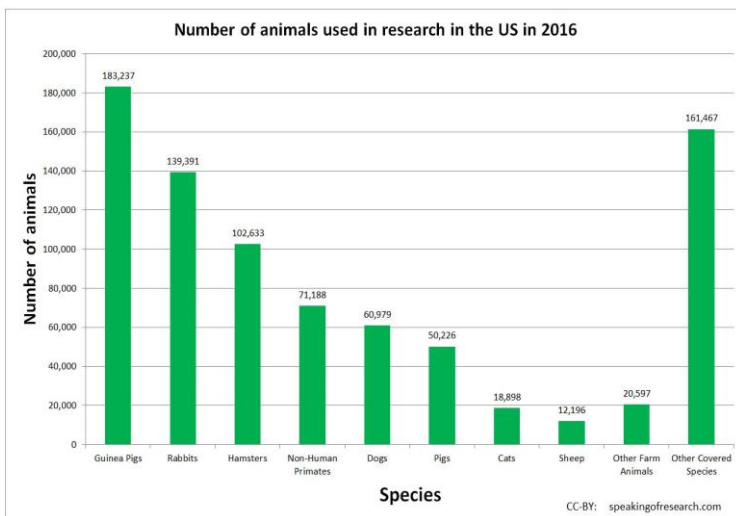 Number of animals used in research in the US in 2016
Number of animals
200,000
180,000
160,000
140,000
120,000
100,000
80,000
60,000
40,000
20,000
0
183,237
139,391
102,633
71,188
60,979
50,226
18,898
12,196
20,597
161,467
Guinea Pigs
Rabbits
Hamsters
Non-Human
Primates
Dogs
Pigs
Cats
Sheep
Other Farm
Animals
Other Covered
Species
Species
CC-BY: speakingofresearch.com